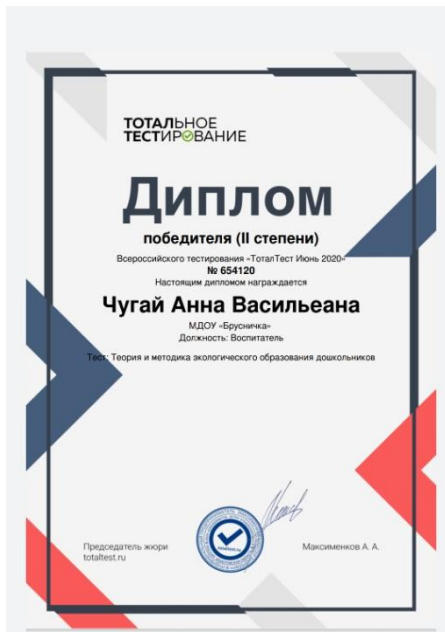 ТОТАЛЬНОЕ
ТЕСТИРОВАНИЕ
Диплом
победителя (II степени)
Всероссийского тестирования «ТоталТест Июнь 2020»
№ 654120
Настоящим дипломом награждается
Чугай Анна Васильеана
МДОУ «Брусничка»
Должность: Воспитатель
Тест: Теория и методика экологического образования дошкольников
Председатель жюри
totaltest.ru
Максименков А. А.